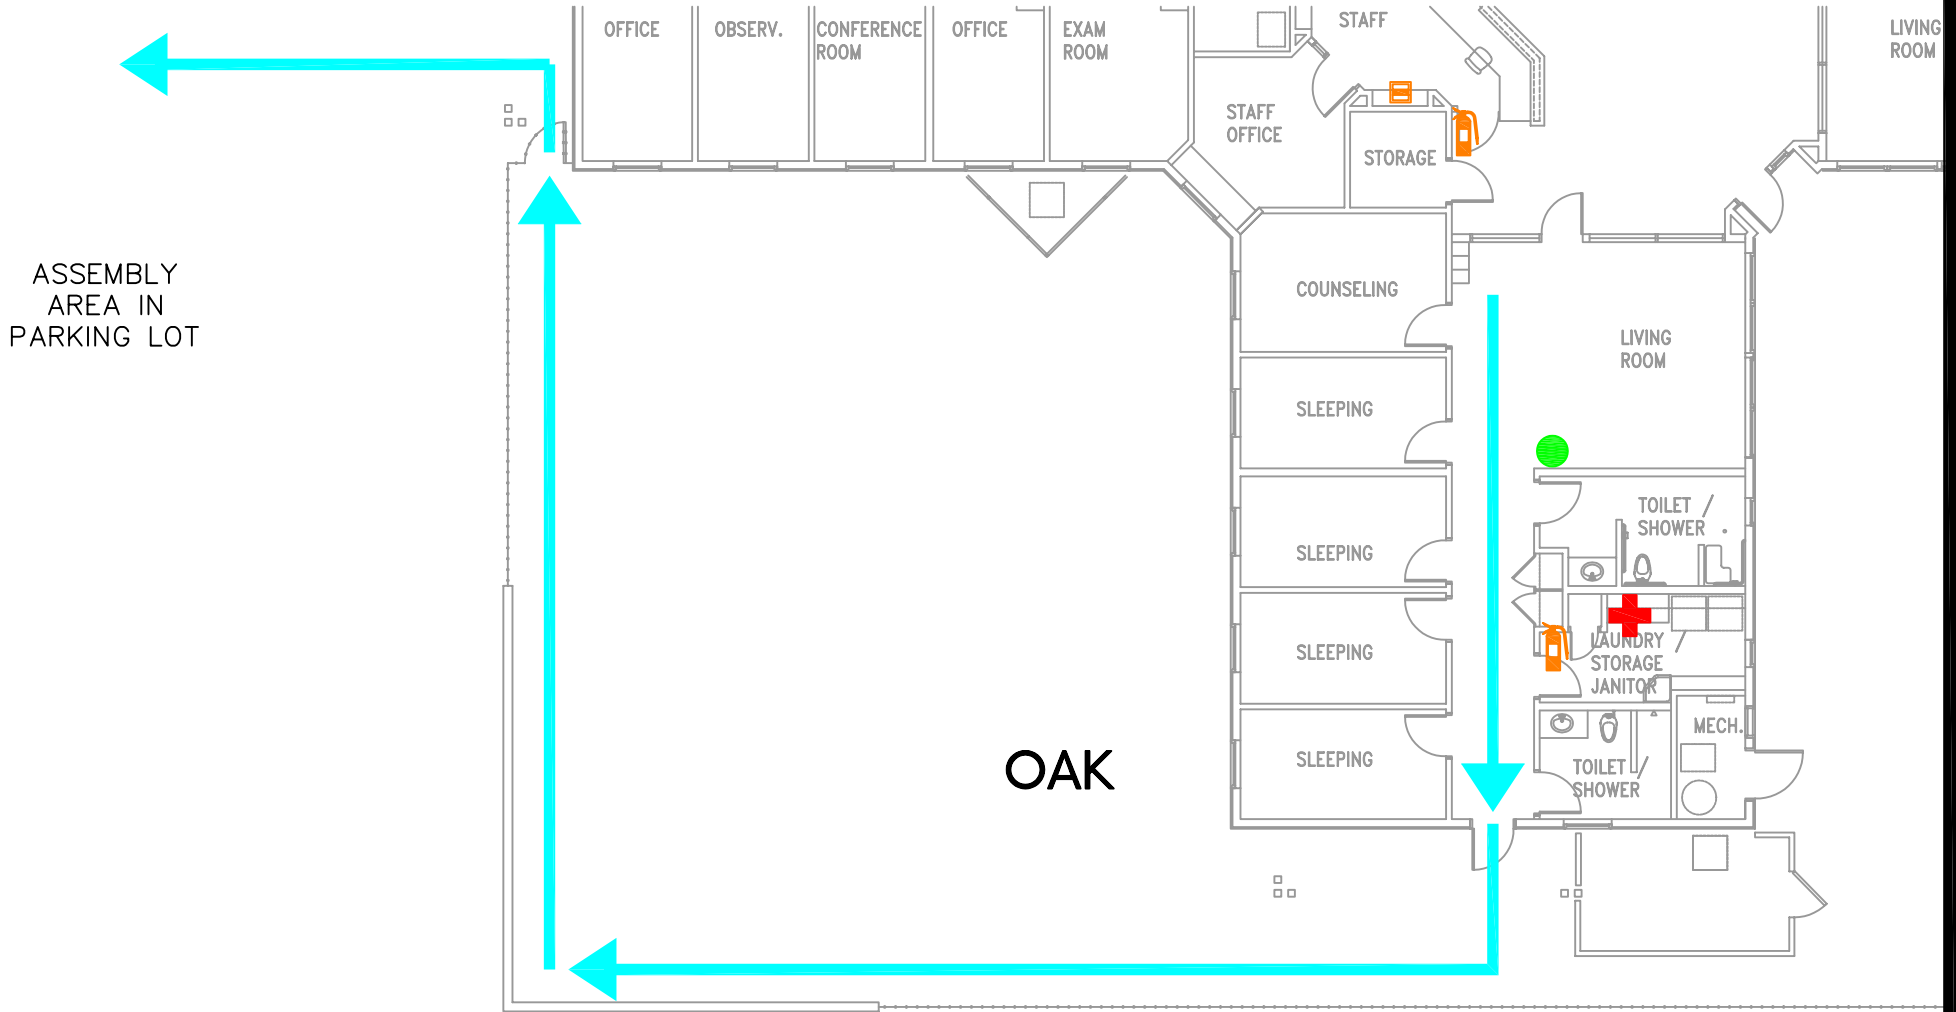 OFFICE
OBSERV.
CONFERENCE
ROOM
OFFICE
EXAM
ROOM
STAFF
LIVING
ROOM
STAFF
OFFICE
STORAGE
ASSEMBLY
AREA IN
PARKING LOT
COUNSELING
LIVING
ROOM
SLEEPING
TOILET /
SHOWER
SLEEPING
LAUNDRY /
STORAGE
JANITOR
SLEEPING
MECH.
OAK
SLEEPING
TOILET /
SHOWER